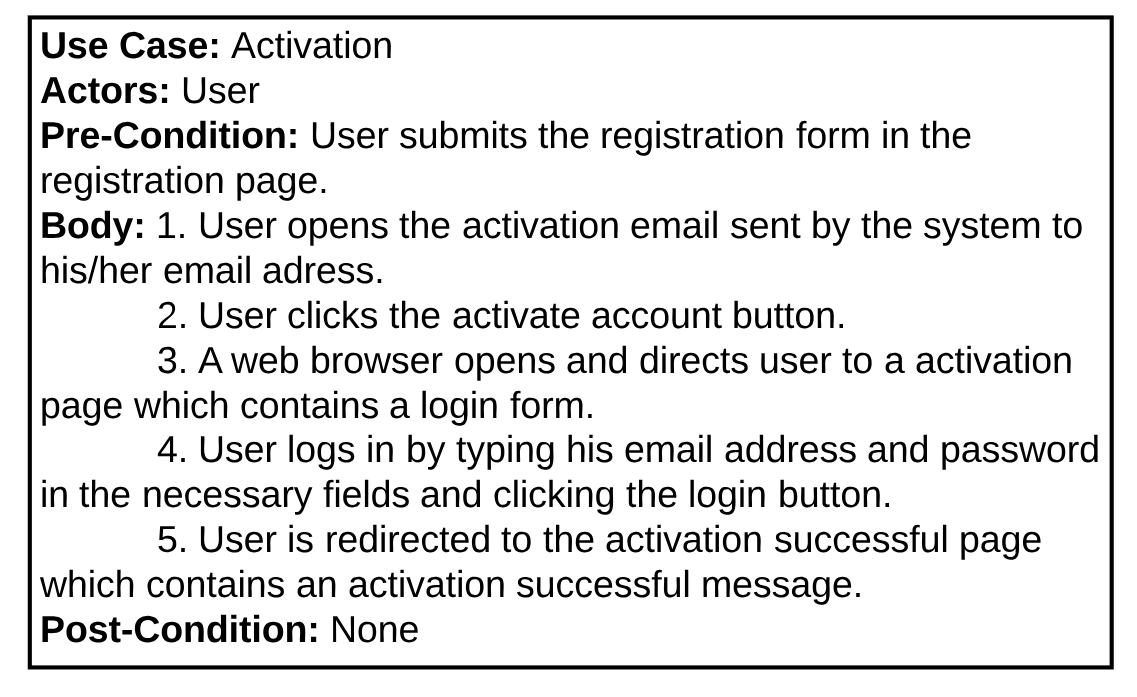 Use Case: Activation
Actors: User
Pre-Condition: User submits the registration form in the
registration page.
Body: 1. User opens the activation email sent by the system to
his/her email adress.
2. User clicks the activate account button.
3. A web browser opens and directs user to a activation
page which contains a login form.
4. User logs in by typing his email address and password
in the necessary fields and clicking the login button.
5. User is redirected to the activation successful page
which contains an activation successful message.
Post-Condition: None